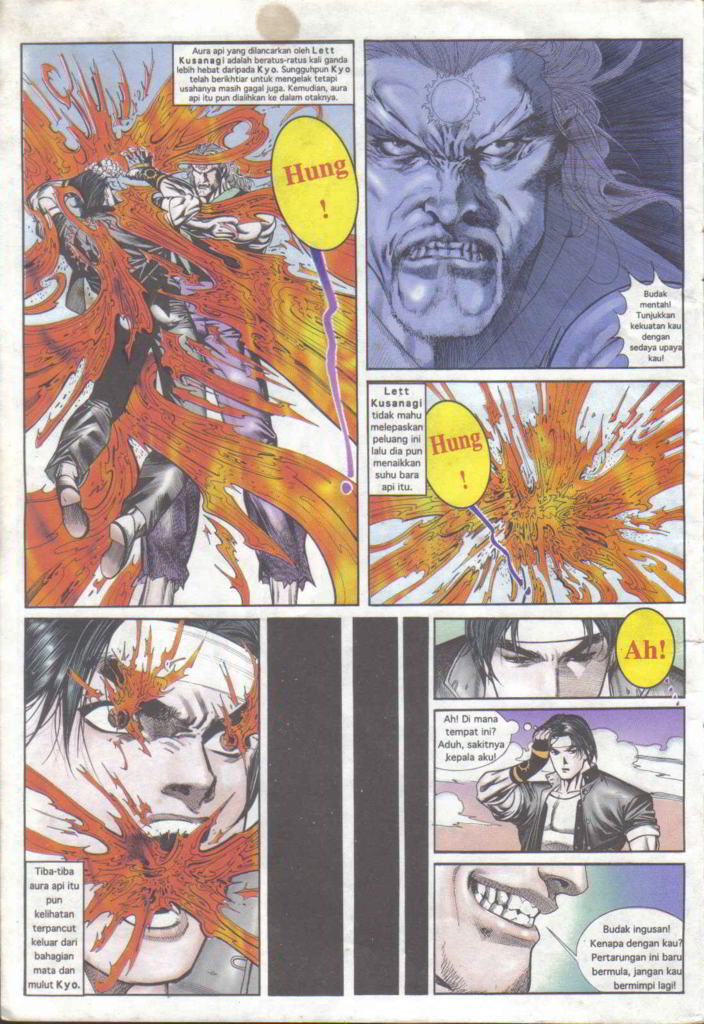 Aura api yang dilancarkan oleh Lett
Kusanagi adalah beratus-ratus kali ganda
lebih hebat daripada Kyo. Sungguhpun Kyo
telah berikhtiar untuk mengelak tetapi
usahanya masih gagal juga. Kemudian, aura
api itu pun dialihkan ke dalam otaknya.
Hung
!
Budak
mentah!
Tunjukkan
kekuatan kau
dengan
sedaya upaya
kau!
Lett
Kusanagi
tidak mahu
melepaskan
peluang ini
lalu dia pun
menaikkan
suhu bara
api itu.
Hung
!
Tiba-tiba
aura api itu
pun
kelihatan
terpancut
keluar dari
bahagian
mata dan
mulut Kyo.
Ah!
Ah! Di mana
tempat ini?
Aduh, sakitnya
kepala aku!
Budak ingusan!
Kenapa dengan kau?
Pertarungan ini baru
bermula, jangan kau
bermimpi lagi!